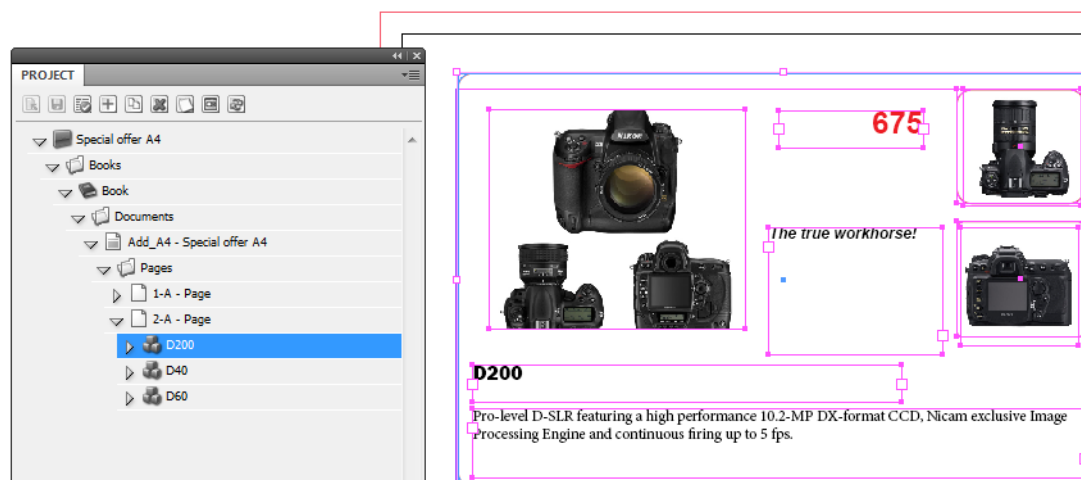 PROJECT
Special offer A4
Books
Book
Documents
Add_A4 - Special offer A4
Pages
1-A - Page
2-A - Page
D200
D40
D60
Nikon
675
The true workhorse!
D200
Pro-level D-SLR featuring a high performance 10.2-MP DX-format CCD, Nicam exclusive Image
Processing Engine and continuous firing up to 5 fps.